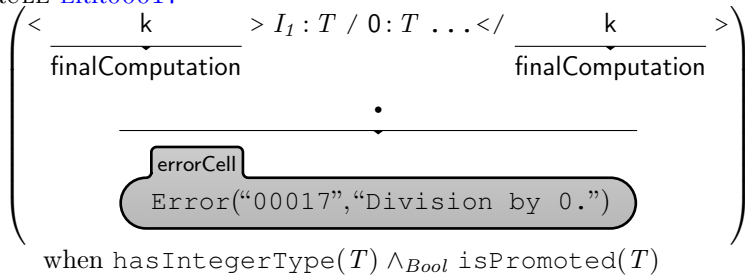 < k > I1 : T / 0 : T ...</ k >
finalComputation finalComputation
•
errorCell
Error(“00017”,“Division by 0.”)
when hasIntegerType(T) ∧Bool isPromoted(T)